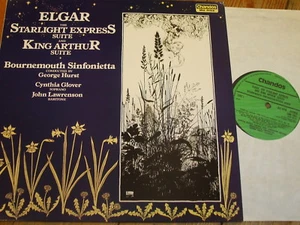 ELGAR
THE
STARLIGHT EXPRESS
SUITE
AND
KING ARTHUR
SUITE
Bournemouth Sinfonietta
CONDUCTED BY
George Hurst
Cynthia Glover
SOPRANO
John Lawrenson
BARITONE
Chandos
Chandos